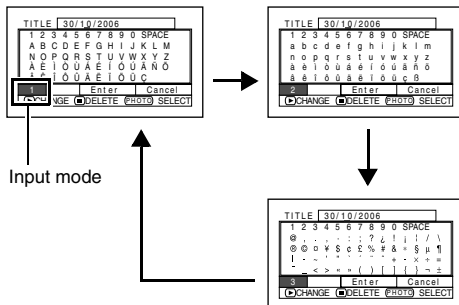 TITLE 30/10/2006
1 2 3 4 5 6 7 8 9 0 SPACE
A B C D E F G H I J K L M
N O P Q R S T U V W X Y Z
À È Ì Ò Ù Á É Í Ó Ú Ã Ñ Õ
Â Ê Î Ô Û Ä Ë Ï Ö Ü Ç
1 Enter Cancel
CHANGE DELETE PHOTO SELECT
Input mode
TITLE 30/10/2006
1 2 3 4 5 6 7 8 9 0 SPACE
a b c d e f g h i j k l m
n o p q r s t u v w x y z
à è ì ò ù á é í ó ú ã ñ õ
â ê î ô û ä ë ï ö ü ç ß
2 Enter Cancel
CHANGE DELETE PHOTO SELECT
TITLE 30/10/2006
1 2 3 4 5 6 7 8 9 0 SPACE
@ , . · : ; ? ¿ ! ¡ / \
® © ¤ ¥ $ ¢ £ % # & ª § µ ¶
+ - × ÷ =
_ < > « » ( ) [ ] { } ¬ ±
3 Enter Cancel
CHANGE DELETE PHOTO SELECT